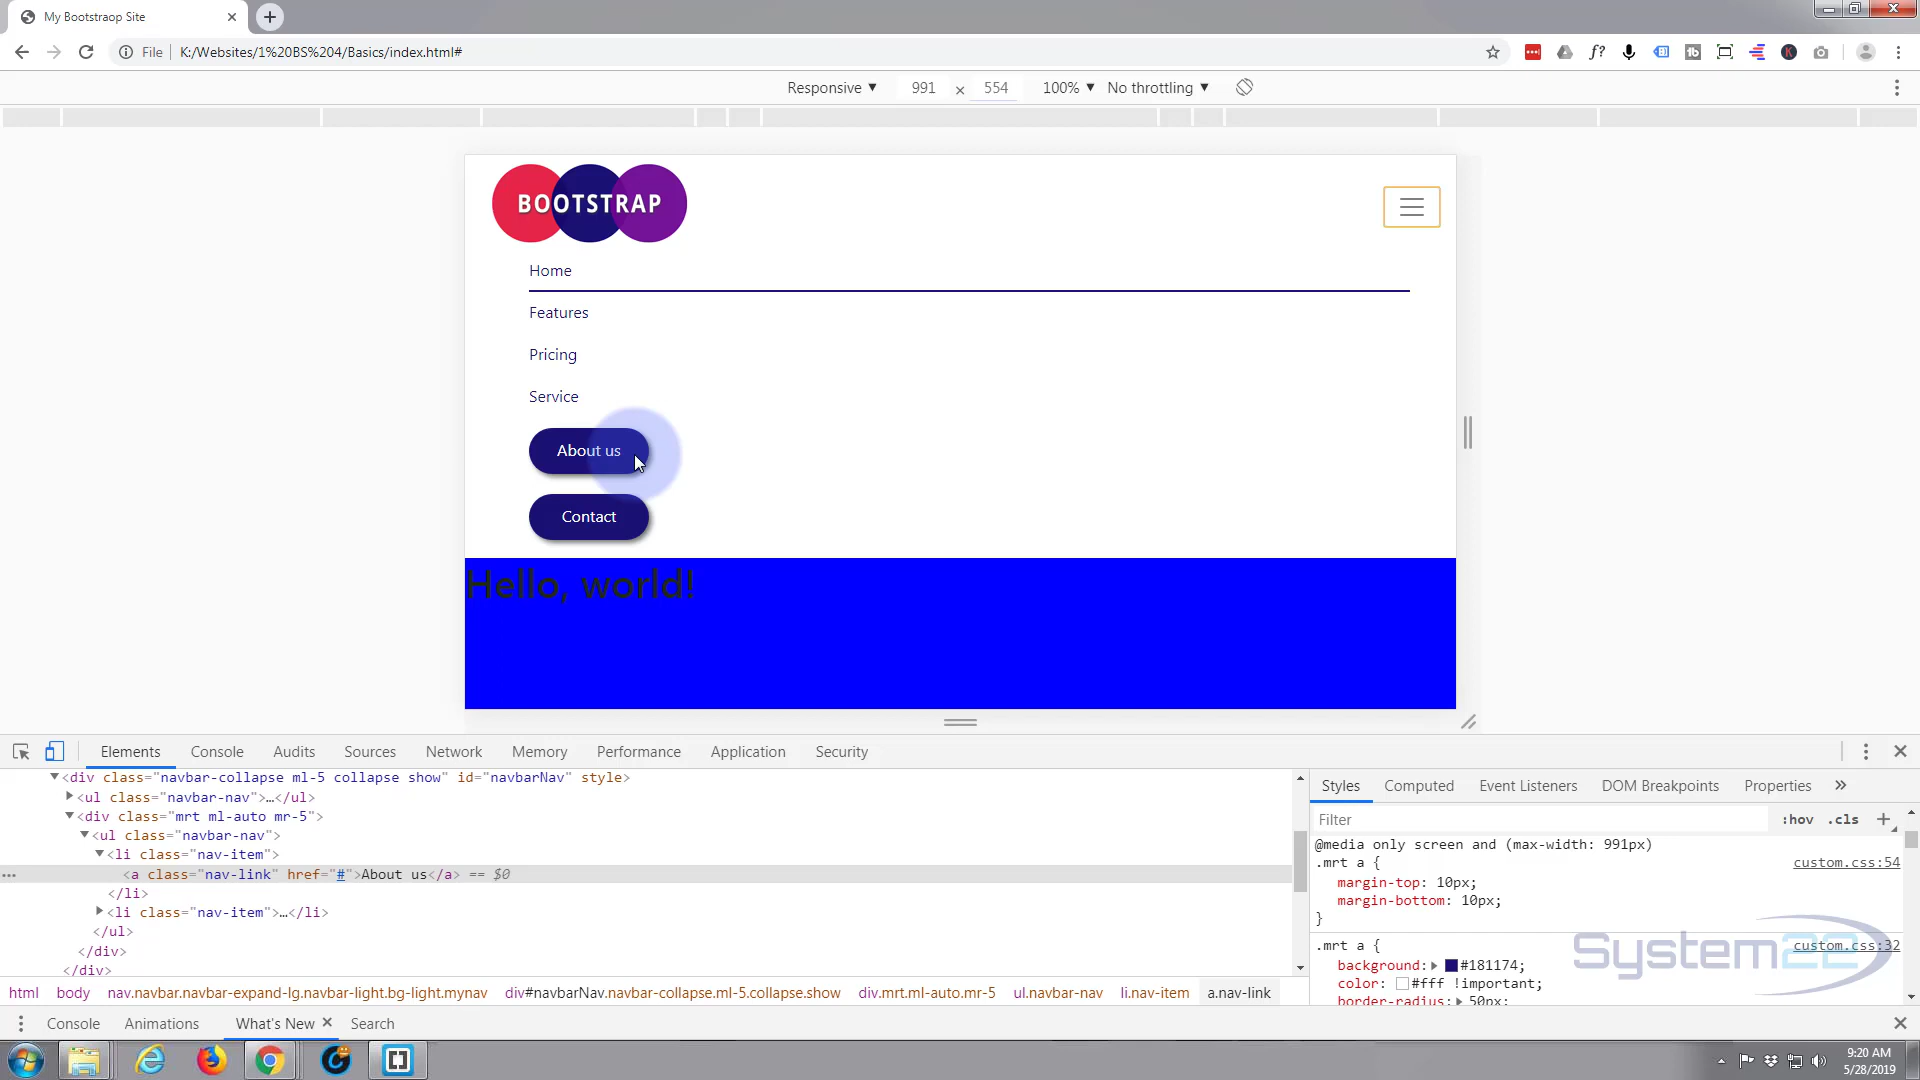 My Bootstraop Site
File K:/Websites/1%20BS%204/Basics/index.html#
Responsive 991 × 554 100% No throttling
BOOTSTRAP
Home
Features
Pricing
Service
About us
Contact
Hello, world!
Elements Console Audits Sources Network Memory Performance Application Security
<div class="navbar-collapse ml-5 collapse show" id="navbarNav" style>
<ul class="navbar-nav">…</ul>
<div class="mrt ml-auto mr-5">
<ul class="navbar-nav">
<li class="nav-item">
<a class="nav-link" href="#">About us</a> == $0
</li>
<li class="nav-item">…</li>
</ul>
</div>
</div>
html body nav.navbar.navbar-expand-lg.navbar-light.bg-light.mynav div#navbarNav.navbar-collapse.ml-5.collapse.show div.mrt.ml-auto.mr-5 ul.navbar-nav li.nav-item a.nav-link
Styles Computed Event Listeners DOM Breakpoints Properties »
Filter :hov .cls +
@media only screen and (max-width: 991px)
.mrt a { custom.css:54
margin-top: 10px;
margin-bottom: 10px;
}
.mrt a { custom.css:32
background: #181174;
color: #fff !important;
border-radius: 50px;
System22
Console Animations What's New × Search
9:20 AM
5/28/2019